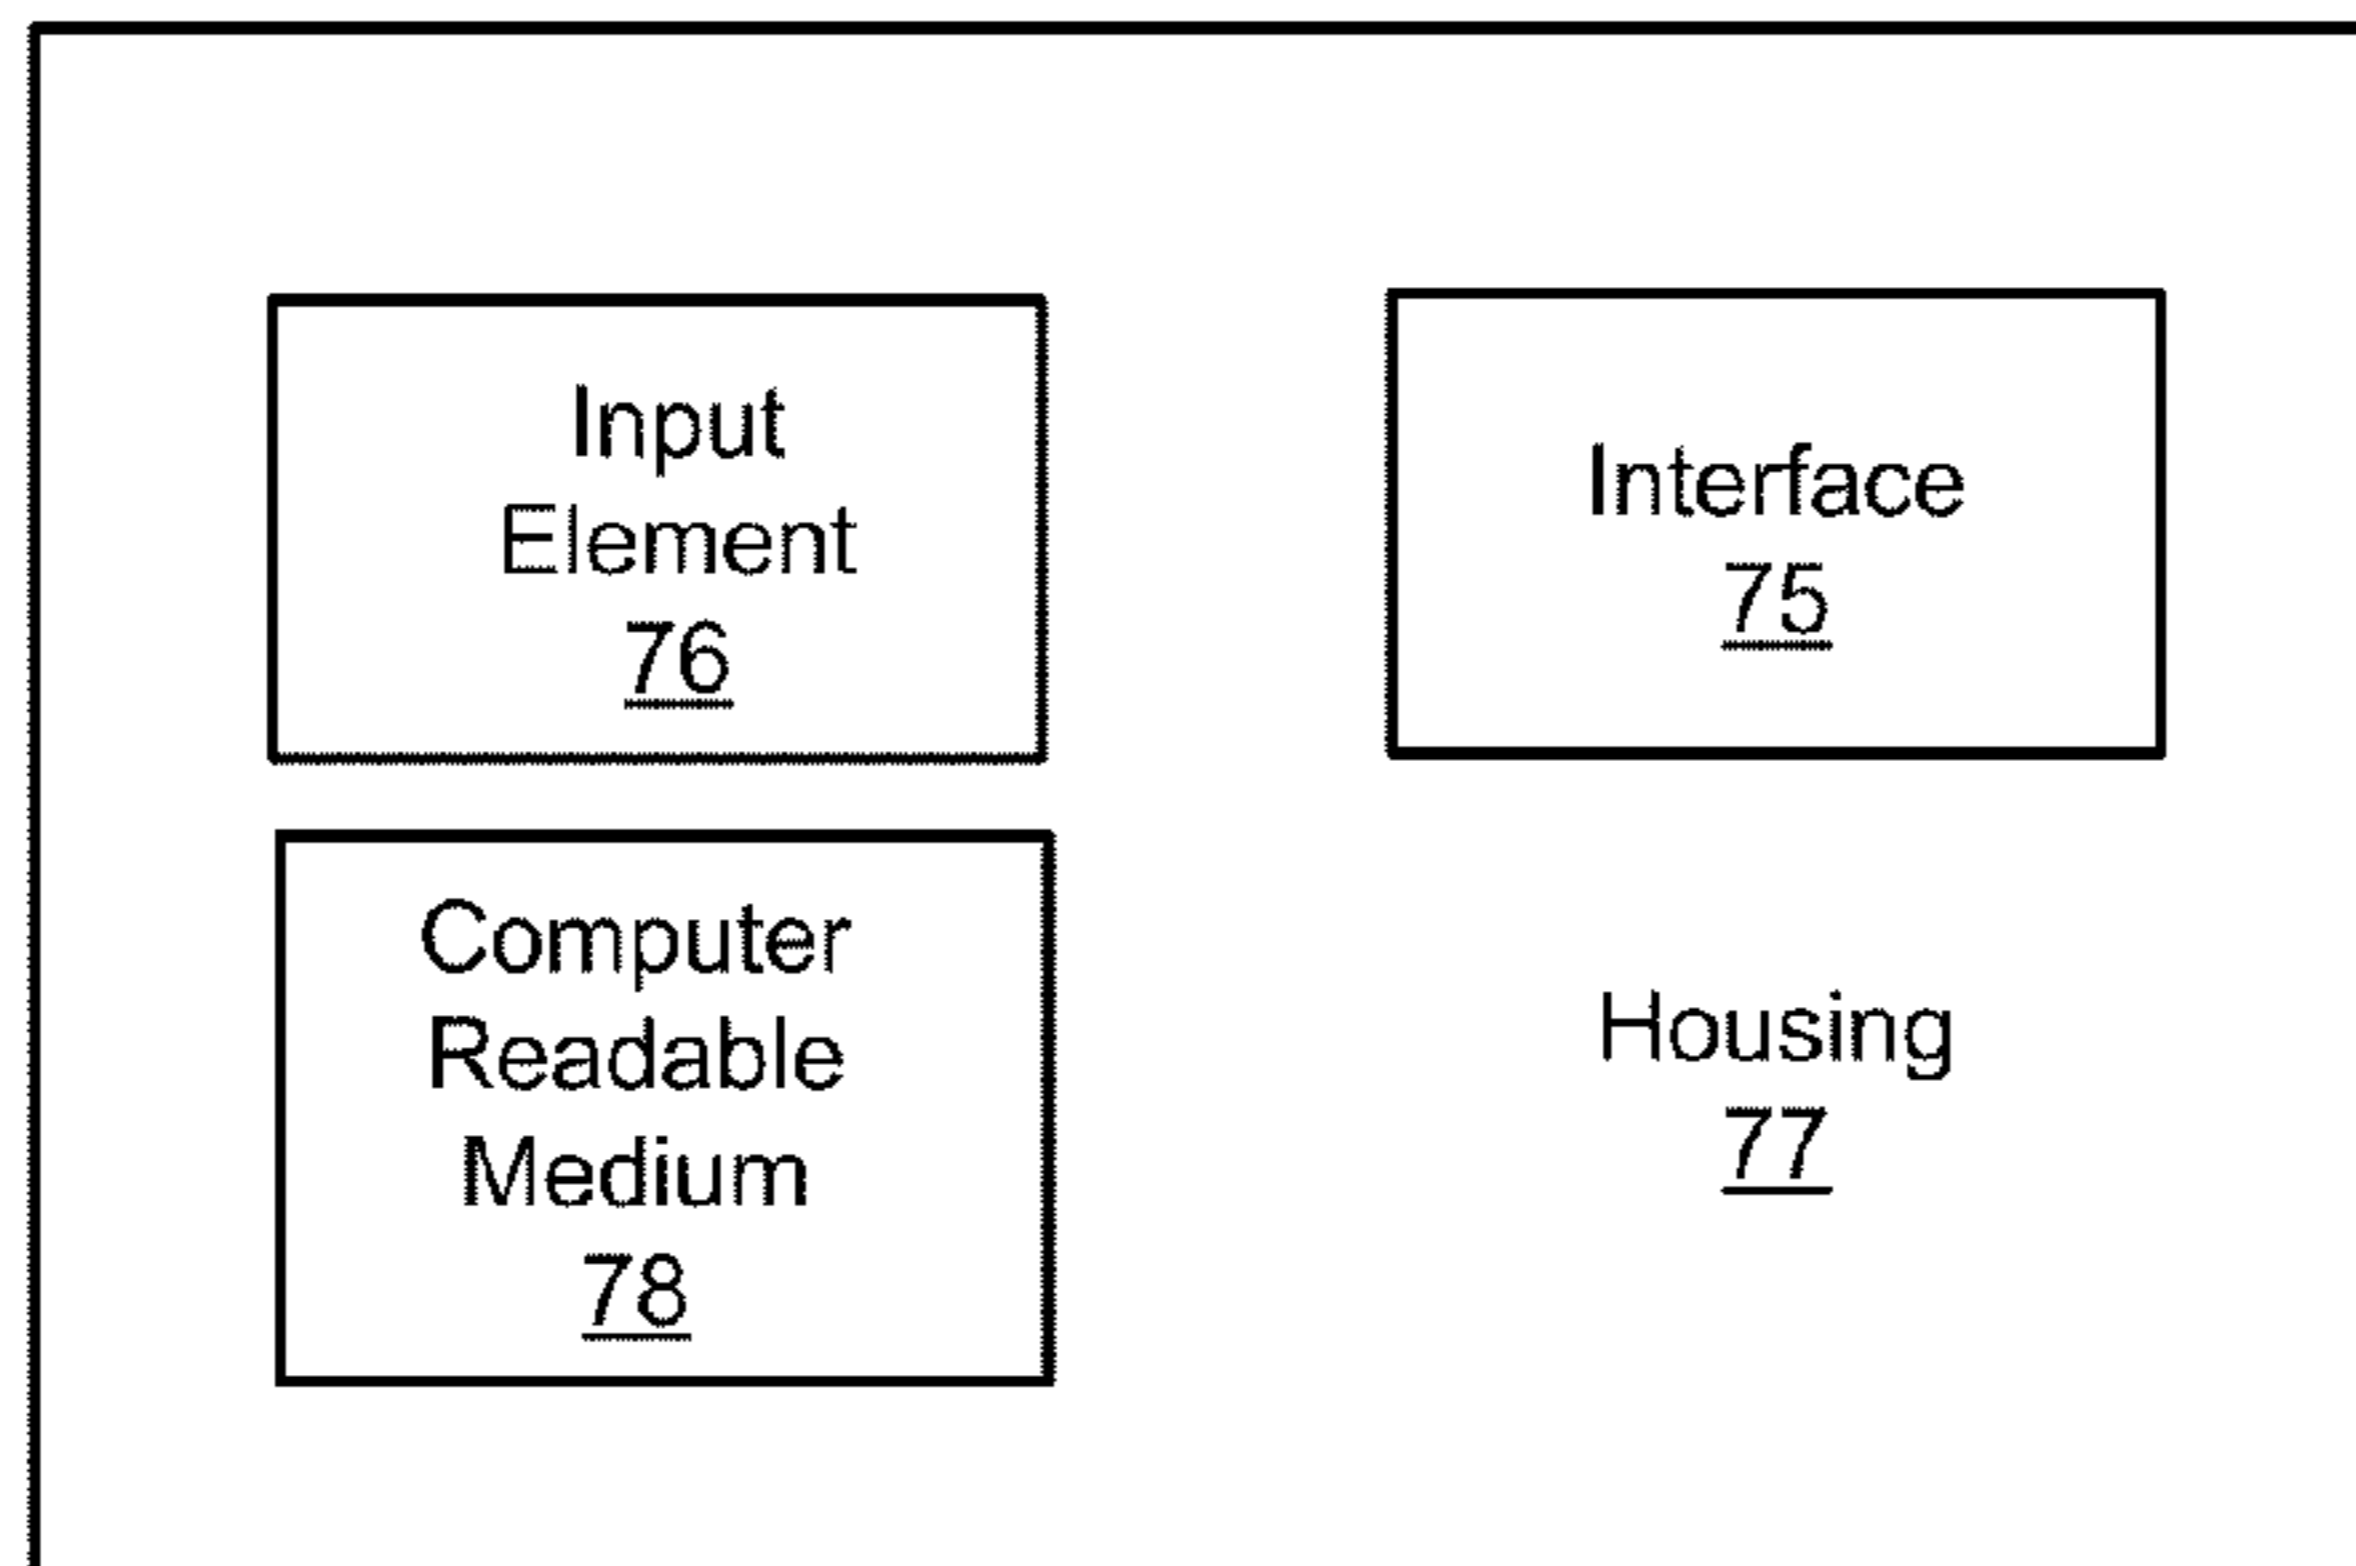 Input
Element
76
Interface
75
Computer
Readable
Medium
78
Housing
77